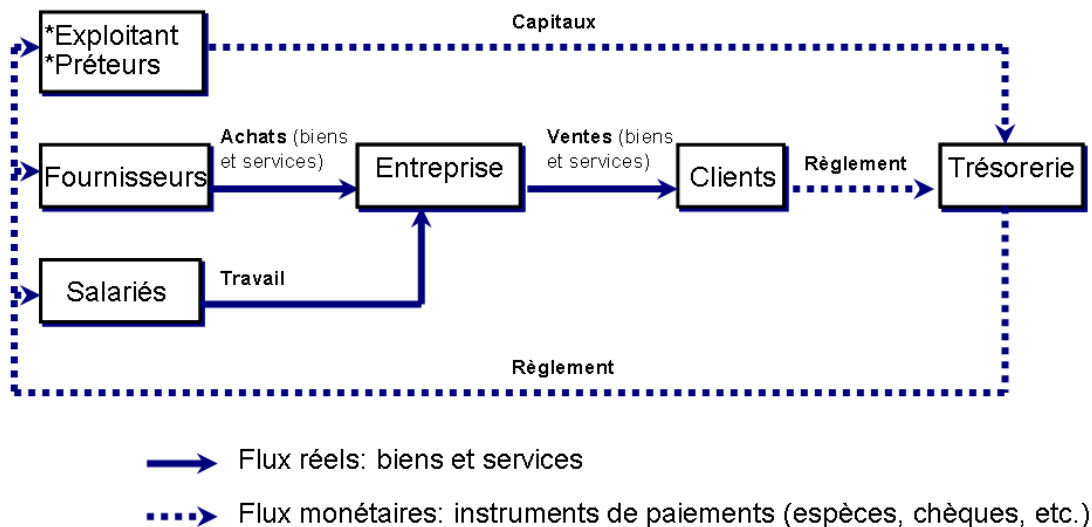 Capitaux
*Exploitant
*Préteurs
Achats (biens
et services)
Ventes (biens
et services)
Fournisseurs
Entreprise
Clients
Règlement
Trésorerie
Salariés
Travail
Règlement
Flux réels: biens et services
Flux monétaires: instruments de paiements (espèces, chèques, etc.)